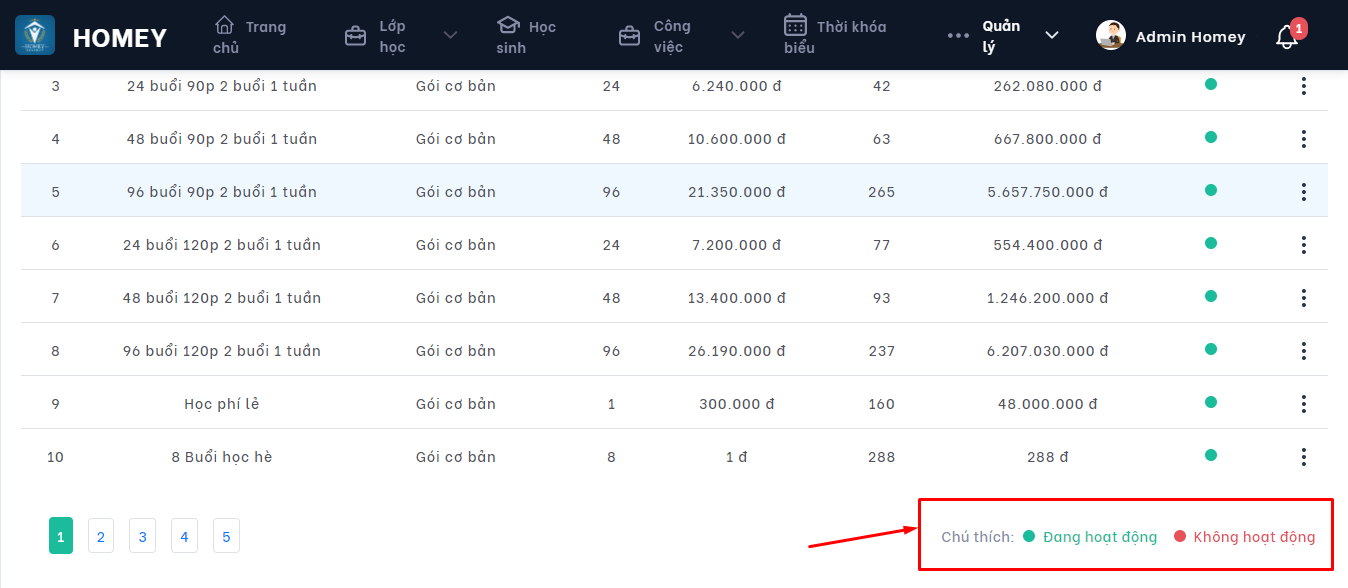 HOMEY
Trang chủ
Lớp học
Học sinh
Công việc
Thời khóa biểu
Quản lý
Admin Homey
1
3 24 buổi 90p 2 buổi 1 tuần Gói cơ bản 24 6.240.000 đ 42 262.080.000 đ
4 48 buổi 90p 2 buổi 1 tuần Gói cơ bản 48 10.600.000 đ 63 667.800.000 đ
5 96 buổi 90p 2 buổi 1 tuần Gói cơ bản 96 21.350.000 đ 265 5.657.750.000 đ
6 24 buổi 120p 2 buổi 1 tuần Gói cơ bản 24 7.200.000 đ 77 554.400.000 đ
7 48 buổi 120p 2 buổi 1 tuần Gói cơ bản 48 13.400.000 đ 93 1.246.200.000 đ
8 96 buổi 120p 2 buổi 1 tuần Gói cơ bản 96 26.190.000 đ 237 6.207.030.000 đ
9 Học phí lẻ Gói cơ bản 1 300.000 đ 160 48.000.000 đ
10 8 Buổi học hè Gói cơ bản 8 1 đ 288 288 đ
1 2 3 4 5
Chú thích: Đang hoạt động Không hoạt động